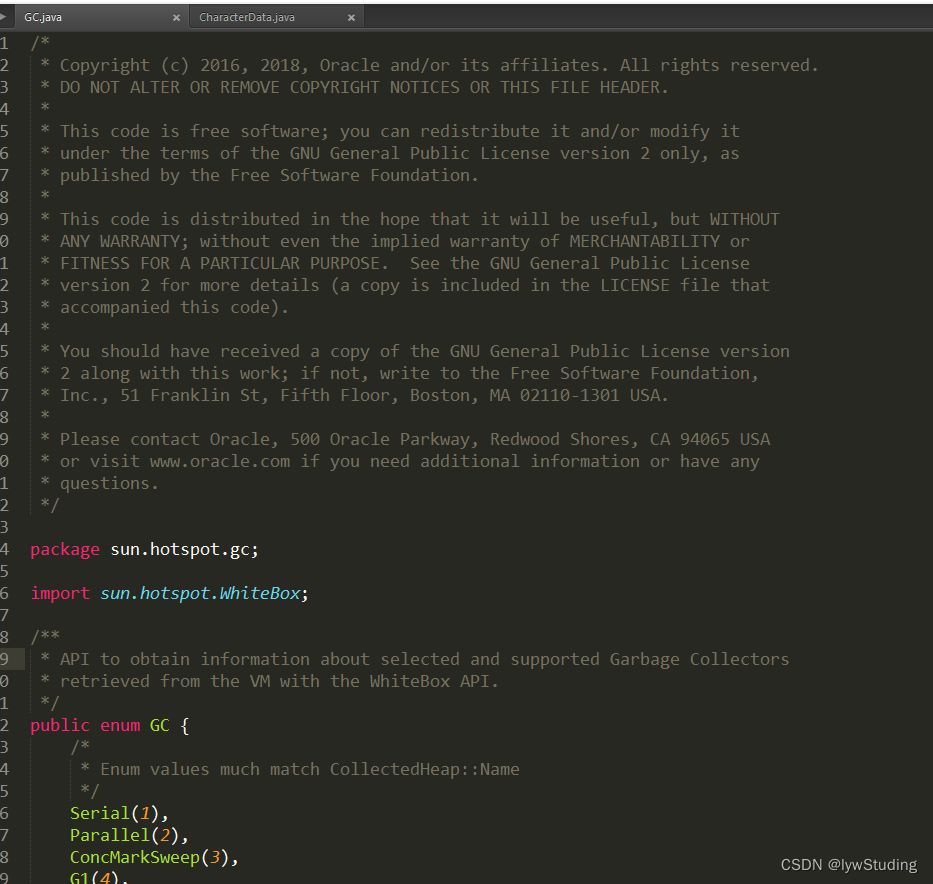 GC.java × CharacterData.java ×
1 /*
2 * Copyright (c) 2016, 2018, Oracle and/or its affiliates. All rights reserved.
3 * DO NOT ALTER OR REMOVE COPYRIGHT NOTICES OR THIS FILE HEADER.
4 *
5 * This code is free software; you can redistribute it and/or modify it
6 * under the terms of the GNU General Public License version 2 only, as
7 * published by the Free Software Foundation.
8 *
9 * This code is distributed in the hope that it will be useful, but WITHOUT
0 * ANY WARRANTY; without even the implied warranty of MERCHANTABILITY or
1 * FITNESS FOR A PARTICULAR PURPOSE.  See the GNU General Public License
2 * version 2 for more details (a copy is included in the LICENSE file that
3 * accompanied this code).
4 *
5 * You should have received a copy of the GNU General Public License version
6 * 2 along with this work; if not, write to the Free Software Foundation,
7 * Inc., 51 Franklin St, Fifth Floor, Boston, MA 02110-1301 USA.
8 *
9 * Please contact Oracle, 500 Oracle Parkway, Redwood Shores, CA 94065 USA
0 * or visit www.oracle.com if you need additional information or have any
1 * questions.
2 */
3
4 package sun.hotspot.gc;
5
6 import sun.hotspot.WhiteBox;
7
8 /**
9 * API to obtain information about selected and supported Garbage Collectors
0 * retrieved from the VM with the WhiteBox API.
1 */
2 public enum GC {
3 /*
4 * Enum values much match CollectedHeap::Name
5 */
6 Serial(1),
7 Parallel(2),
8 ConcMarkSweep(3),
9 G1(4),
CSDN @lywStuding